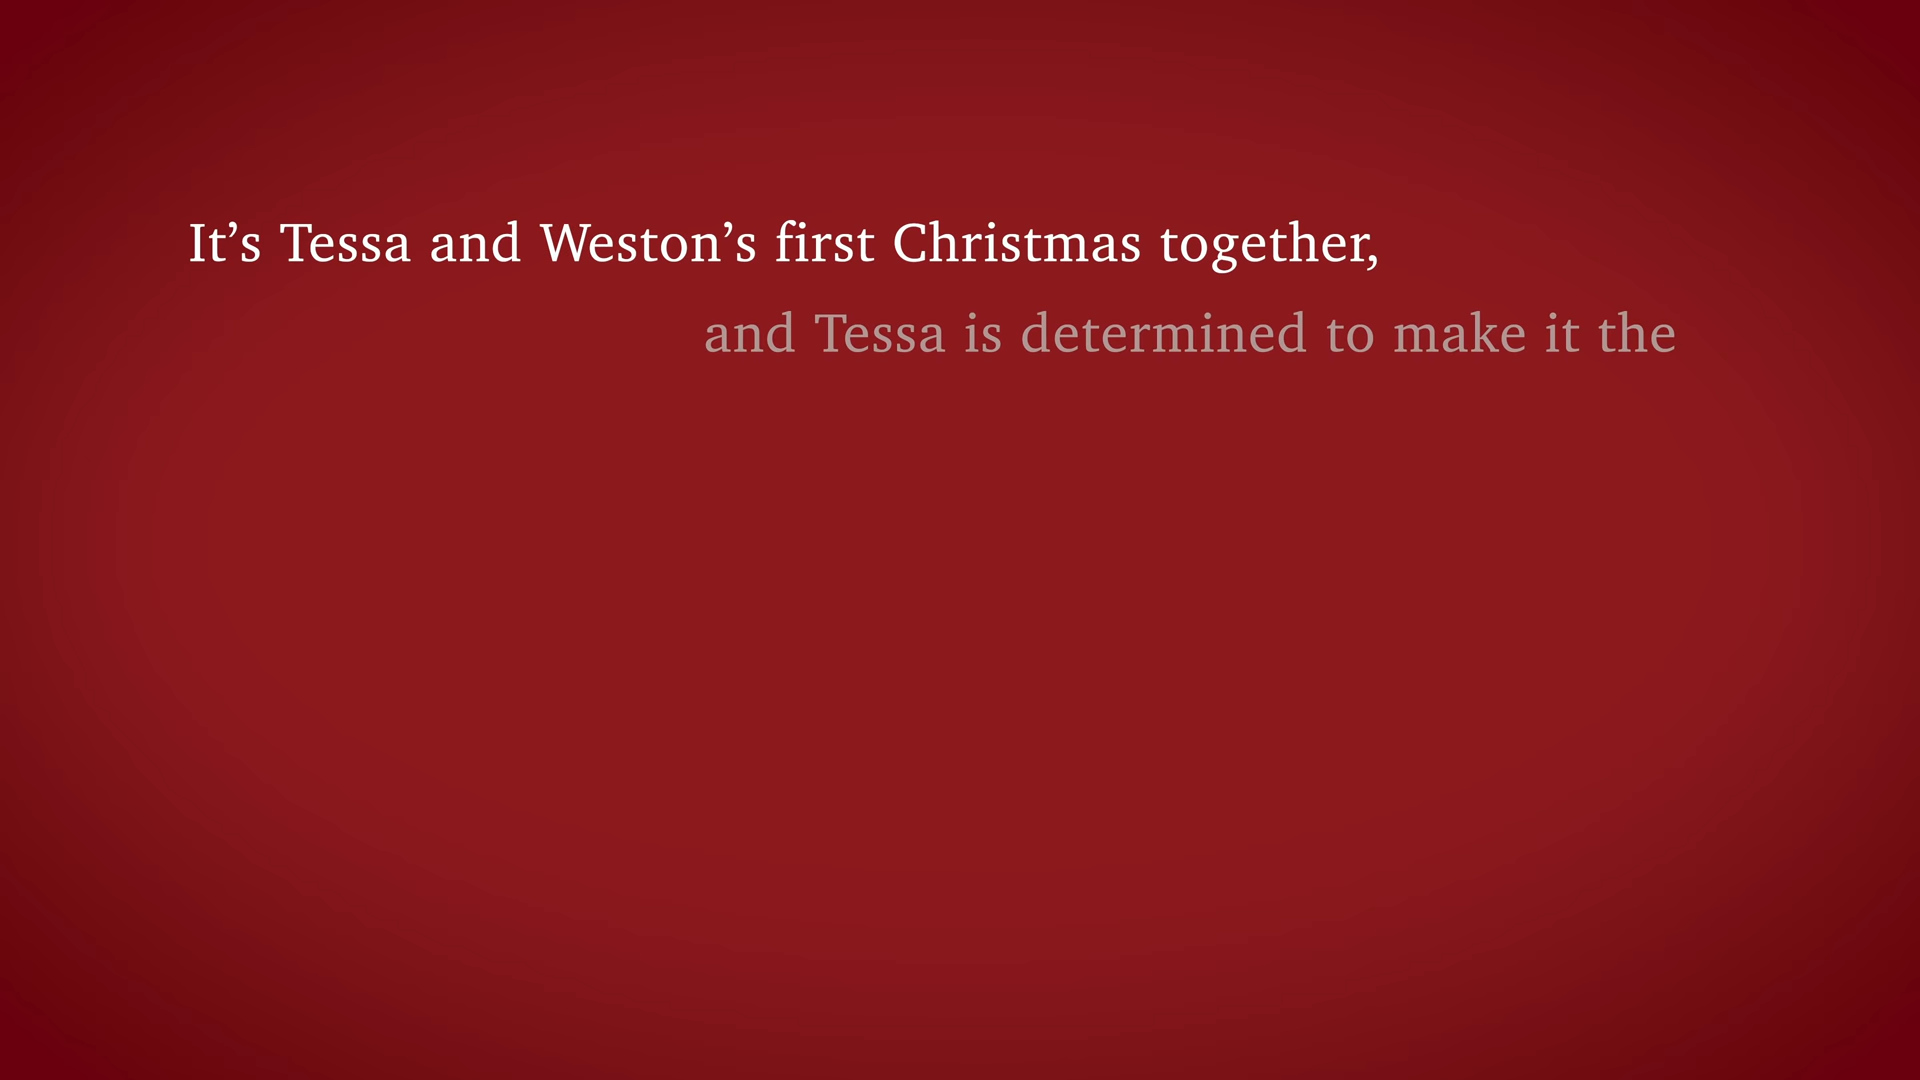 It’s Tessa and Weston’s first Christmas together,
and Tessa is determined to make it the